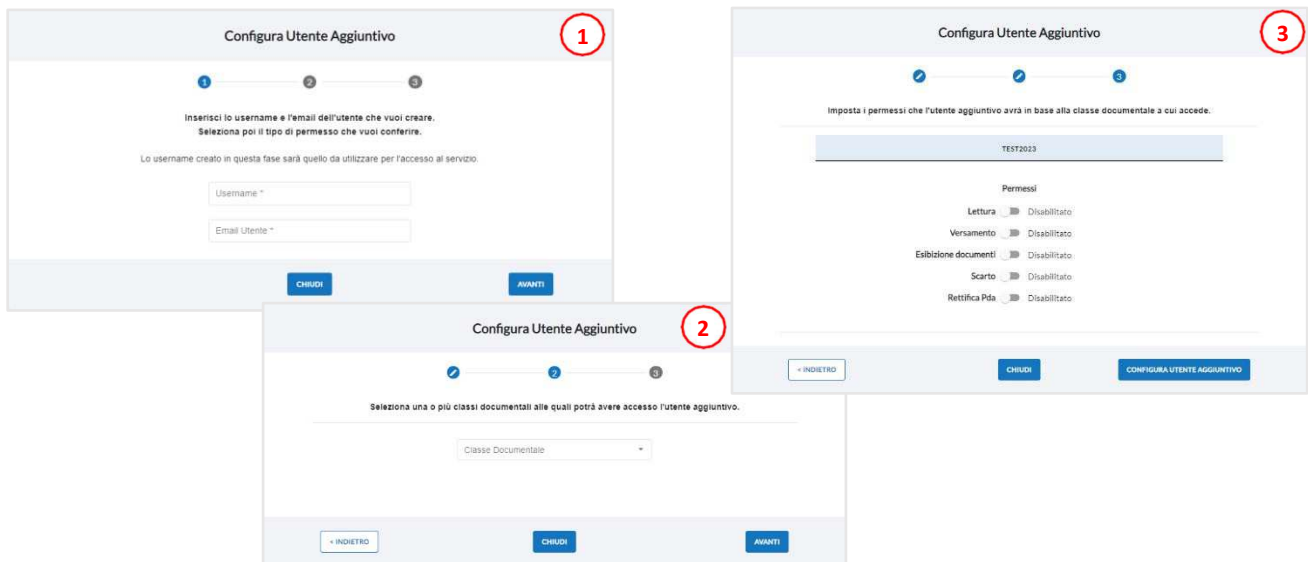 Configura Utente Aggiuntivo
1
1 2 3
Inserisci lo username e l'email dell'utente che vuoi creare.
Seleziona poi il tipo di permesso che vuoi conferire.
Lo username creato in questa fase sarà quello da utilizzare per l'accesso al servizio.
Username *
Email Utente *
CHIUDI AVANTI
Configura Utente Aggiuntivo
2
2 3
Seleziona una o più classi documentali alle quali potrà avere accesso l'utente aggiuntivo.
Classe Documentale
< INDIETRO CHIUDI AVANTI
Configura Utente Aggiuntivo
3
3
Imposta i permessi che l'utente aggiuntivo avrà in base alla classe documentale a cui accede.
TEST2023
Permessi
Lettura Disabilitato
Versamento Disabilitato
Esibizione documenti Disabilitato
Scarto Disabilitato
Rettifica Pda Disabilitato
< INDIETRO CHIUDI CONFIGURA UTENTE AGGIUNTIVO